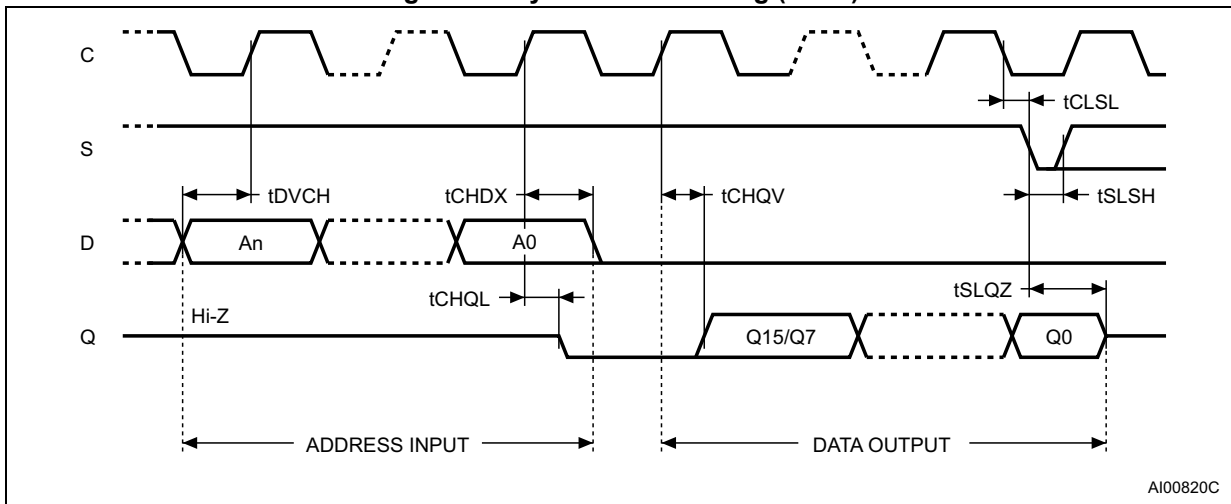 C
tCLSL
S
tDVCH
tCHDX
tCHQV
tSLSH
D
An
A0
tCHQL
tSLQZ
Hi-Z
Q
Q15/Q7
Q0
ADDRESS INPUT
DATA OUTPUT
AI00820C